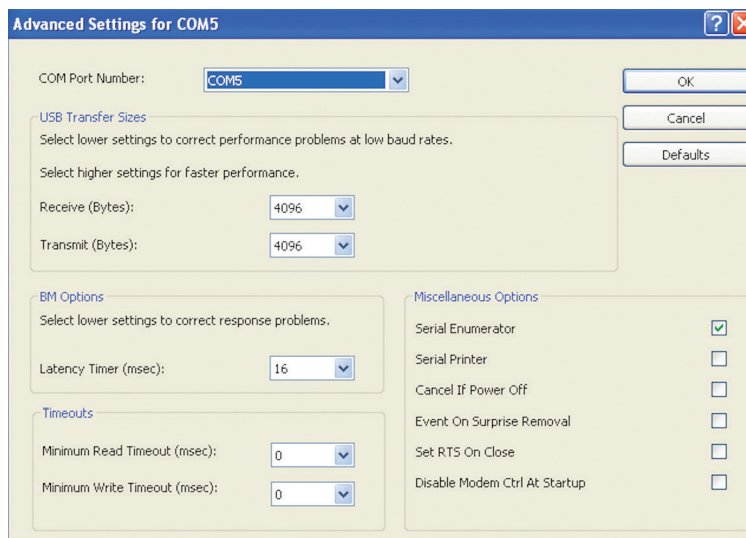 Advanced Settings for COM5
COM Port Number: COM5
OK
USB Transfer Sizes
Cancel
Select lower settings to correct performance problems at low baud rates.
Defaults
Select higher settings for faster performance.
Receive (Bytes): 4096
Transmit (Bytes): 4096
BM Options
Select lower settings to correct response problems.
Latency Timer (msec): 16
Timeouts
Minimum Read Timeout (msec): 0
Minimum Write Timeout (msec): 0
Miscellaneous Options
Serial Enumerator
Serial Printer
Cancel If Power Off
Event On Surprise Removal
Set RTS On Close
Disable Modem Ctrl At Startup